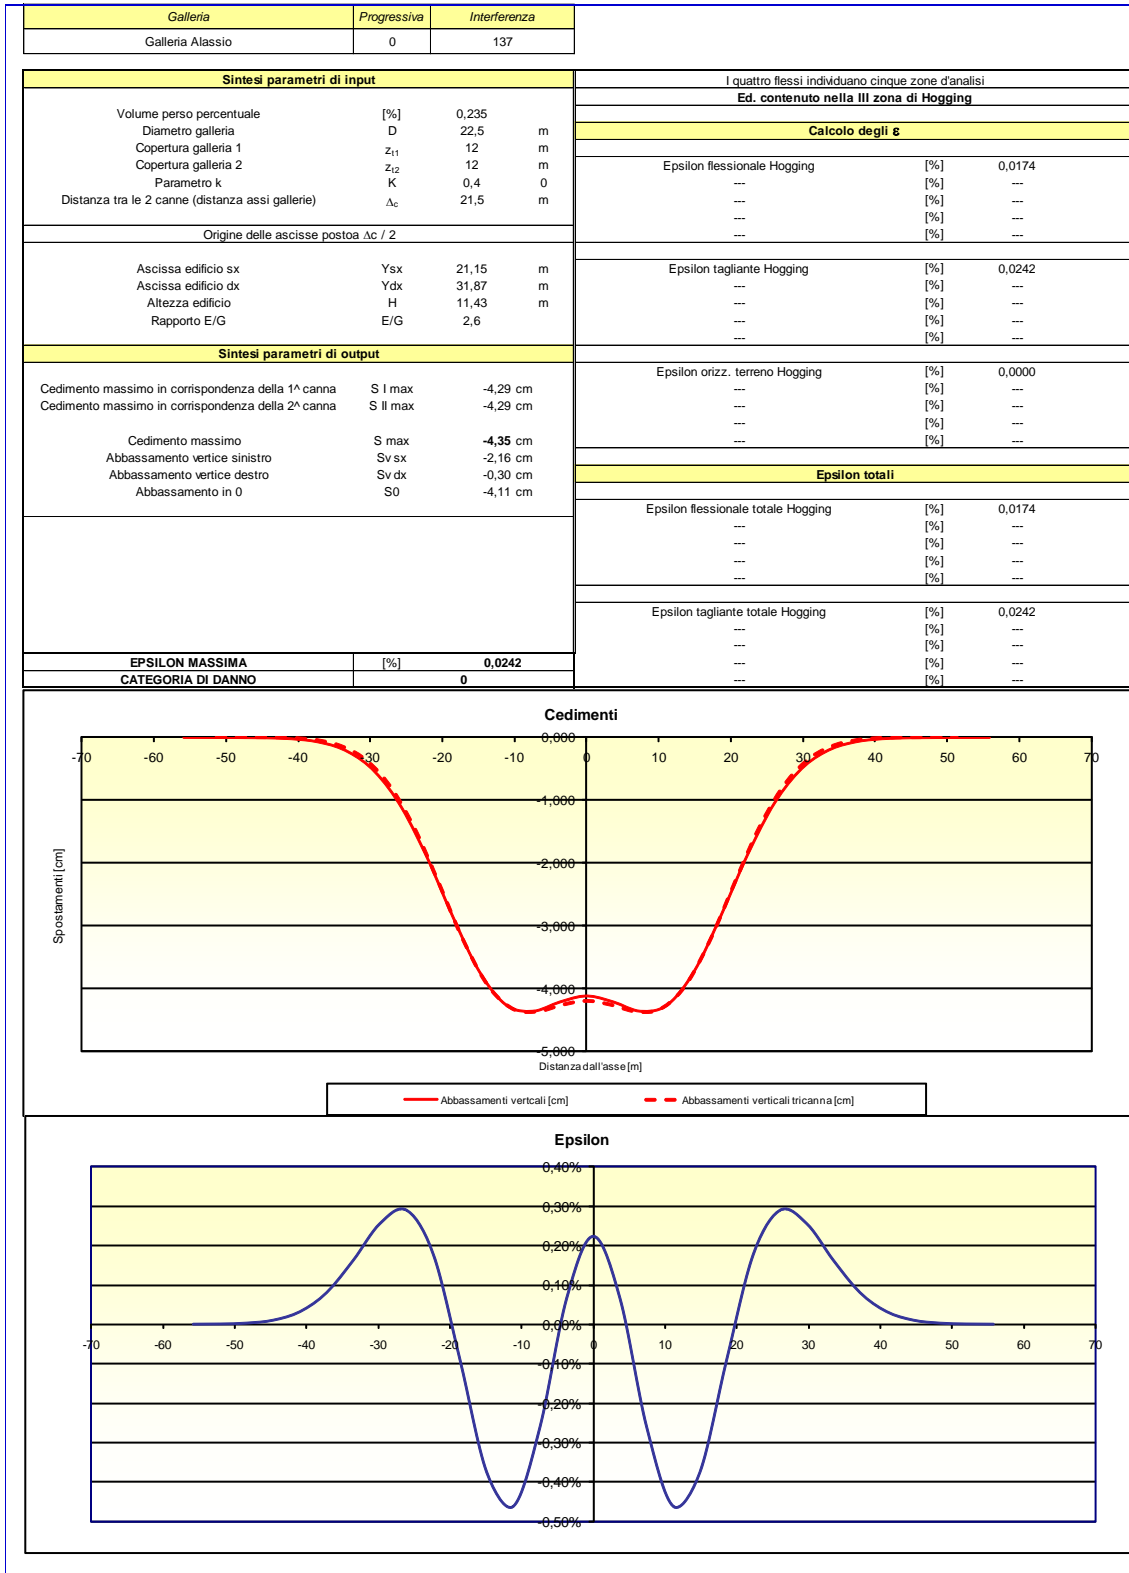 Galleria Progressiva Interferenza
Galleria Alassio 0 137
Sintesi parametri di input
Volume perso percentuale [%] 0,235
Diametro galleria D 22,5 m
Copertura galleria 1 zt1 12 m
Copertura galleria 2 zt2 12 m
Parametro k K 0,4 0
Distanza tra le 2 canne (distanza assi gallerie) Δc 21,5 m
Origine delle ascisse postoa Δc / 2
Ascissa edificio sx Ysx 21,15 m
Ascissa edificio dx Ydx 31,87 m
Altezza edificio H 11,43 m
Rapporto E/G E/G 2,6
Sintesi parametri di output
Cedimento massimo in corrispondenza della 1^ canna S I max -4,29 cm
Cedimento massimo in corrispondenza della 2^ canna S II max -4,29 cm
Cedimento massimo S max -4,35 cm
Abbassamento vertice sinistro Sv sx -2,16 cm
Abbassamento vertice destro Sv dx -0,30 cm
Abbassamento in 0 S0 -4,11 cm
EPSILON MASSIMA [%] 0,0242
CATEGORIA DI DANNO 0
I quattro flessi individuano cinque zone d'analisi
Ed. contenuto nella III zona di Hogging
Calcolo degli ε
Epsilon flessionale Hogging [%] 0,0174
--- [%] ---
--- [%] ---
--- [%] ---
--- [%] ---
Epsilon tagliante Hogging [%] 0,0242
--- [%] ---
--- [%] ---
--- [%] ---
--- [%] ---
Epsilon orizz. terreno Hogging [%] 0,0000
--- [%] ---
--- [%] ---
--- [%] ---
--- [%] ---
Epsilon totali
Epsilon flessionale totale Hogging [%] 0,0174
--- [%] ---
--- [%] ---
--- [%] ---
--- [%] ---
Epsilon tagliante totale Hogging [%] 0,0242
--- [%] ---
--- [%] ---
--- [%] ---
--- [%] ---
Cedimenti
0,000
-70 -60 -50 -40 -30 -20 -10 0 10 20 30 40 50 60 70
-1,000
-2,000
-3,000
-4,000
-5,000
Spostamenti [cm]
Distanza dall'asse [m]
Abbassamenti vertcali [cm] Abbassamenti verticali tricanna [cm]
Epsilon
0,40%
0,30%
0,20%
0,10%
0,00%
-70 -60 -50 -40 -30 -20 -10 0 10 20 30 40 50 60 70
-0,10%
-0,20%
-0,30%
-0,40%
-0,50%